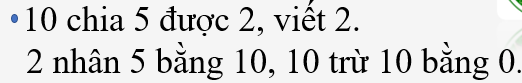 •10 chia 5 được 2, viết 2.
2 nhân 5 bằng 10, 10 trừ 10 bằng 0.